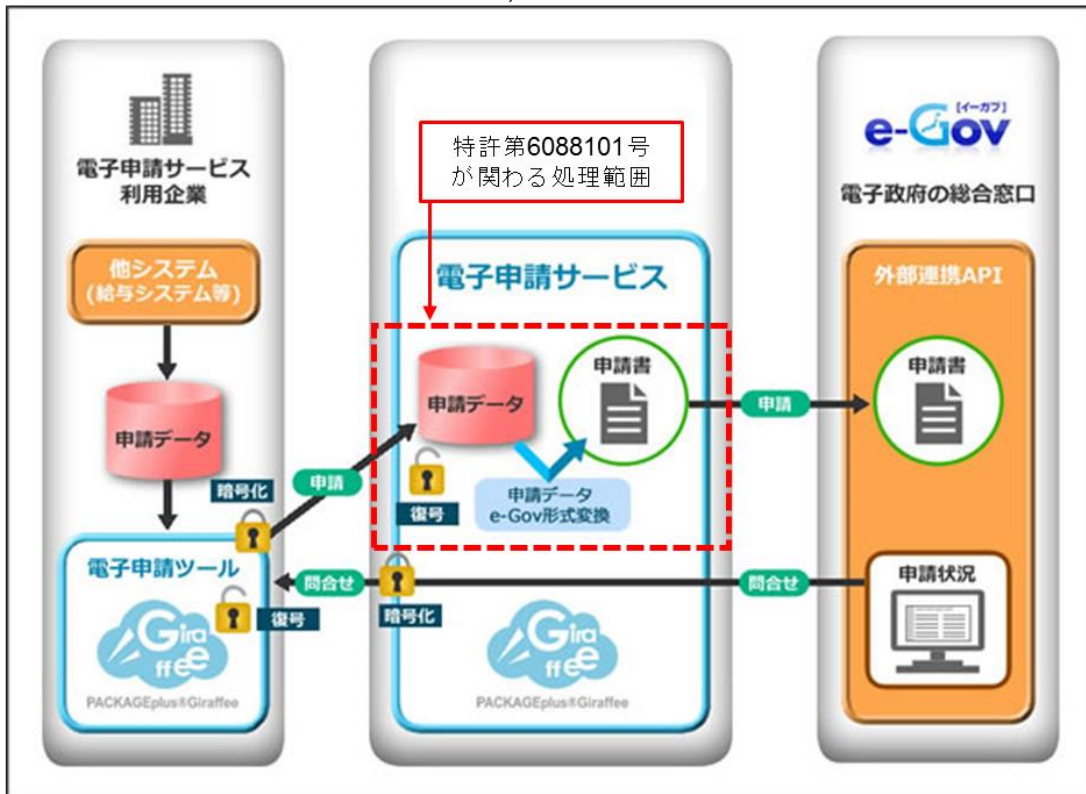 電子申請サービス
利用企業
他システム
(給与システム等)
申請データ
暗号化
申請
電子申請ツール
復号
Giraffee
PACKAGEplus®Giraffee
特許第6088101号
が関わる処理範囲
電子申請サービス
申請データ
申請書
復号
申請データ
e-Gov形式変換
問合せ
暗号化
問合せ
Giraffee
PACKAGEplus®Giraffee
申請
[イーガブ]
e-Gov
電子政府の総合窓口
外部連携API
申請書
申請状況